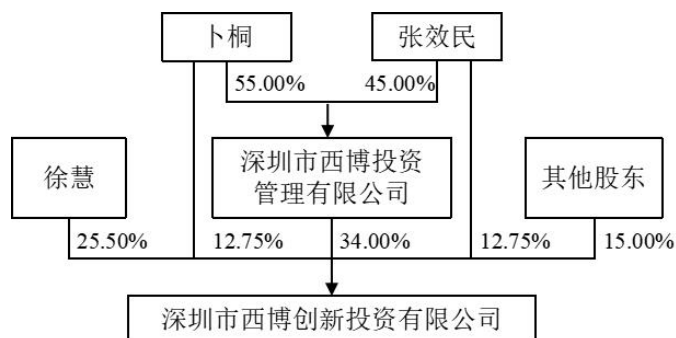 卜桐
张效民
55.00%
45.00%
徐慧
深圳市西博投资
管理有限公司
其他股东
25.50%
12.75%
34.00%
12.75%
15.00%
深圳市西博创新投资有限公司